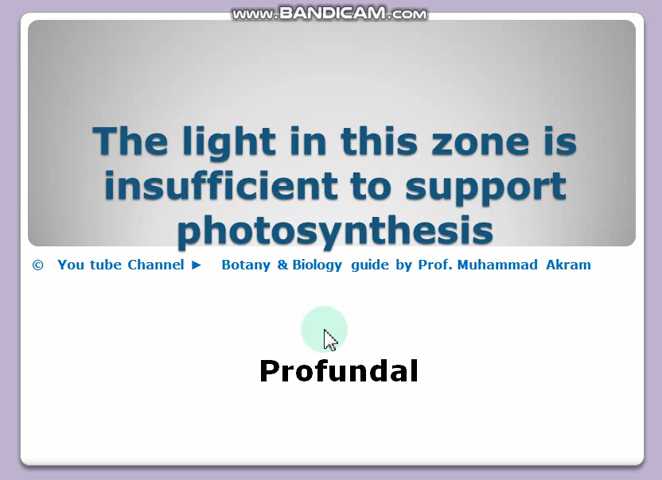 www.BANDICAM.com
The light in this zone is
insufficient to support
photosynthesis
© You tube Channel ► Botany & Biology guide by Prof. Muhammad Akram
Profundal